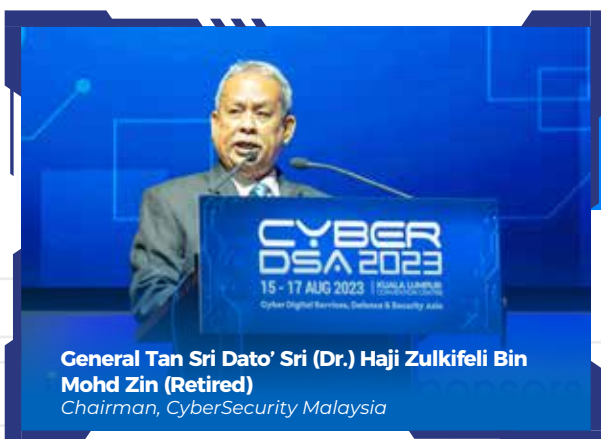 CYBER
DSA 2023
15 - 17 AUG 2023 | KUALA LUMPUR
CONVENTION CENTRE
Cyber Digital Services, Defence & Security Asia
General Tan Sri Dato’ Sri (Dr.) Haji Zulkifeli Bin
Mohd Zin (Retired)
Chairman, CyberSecurity Malaysia